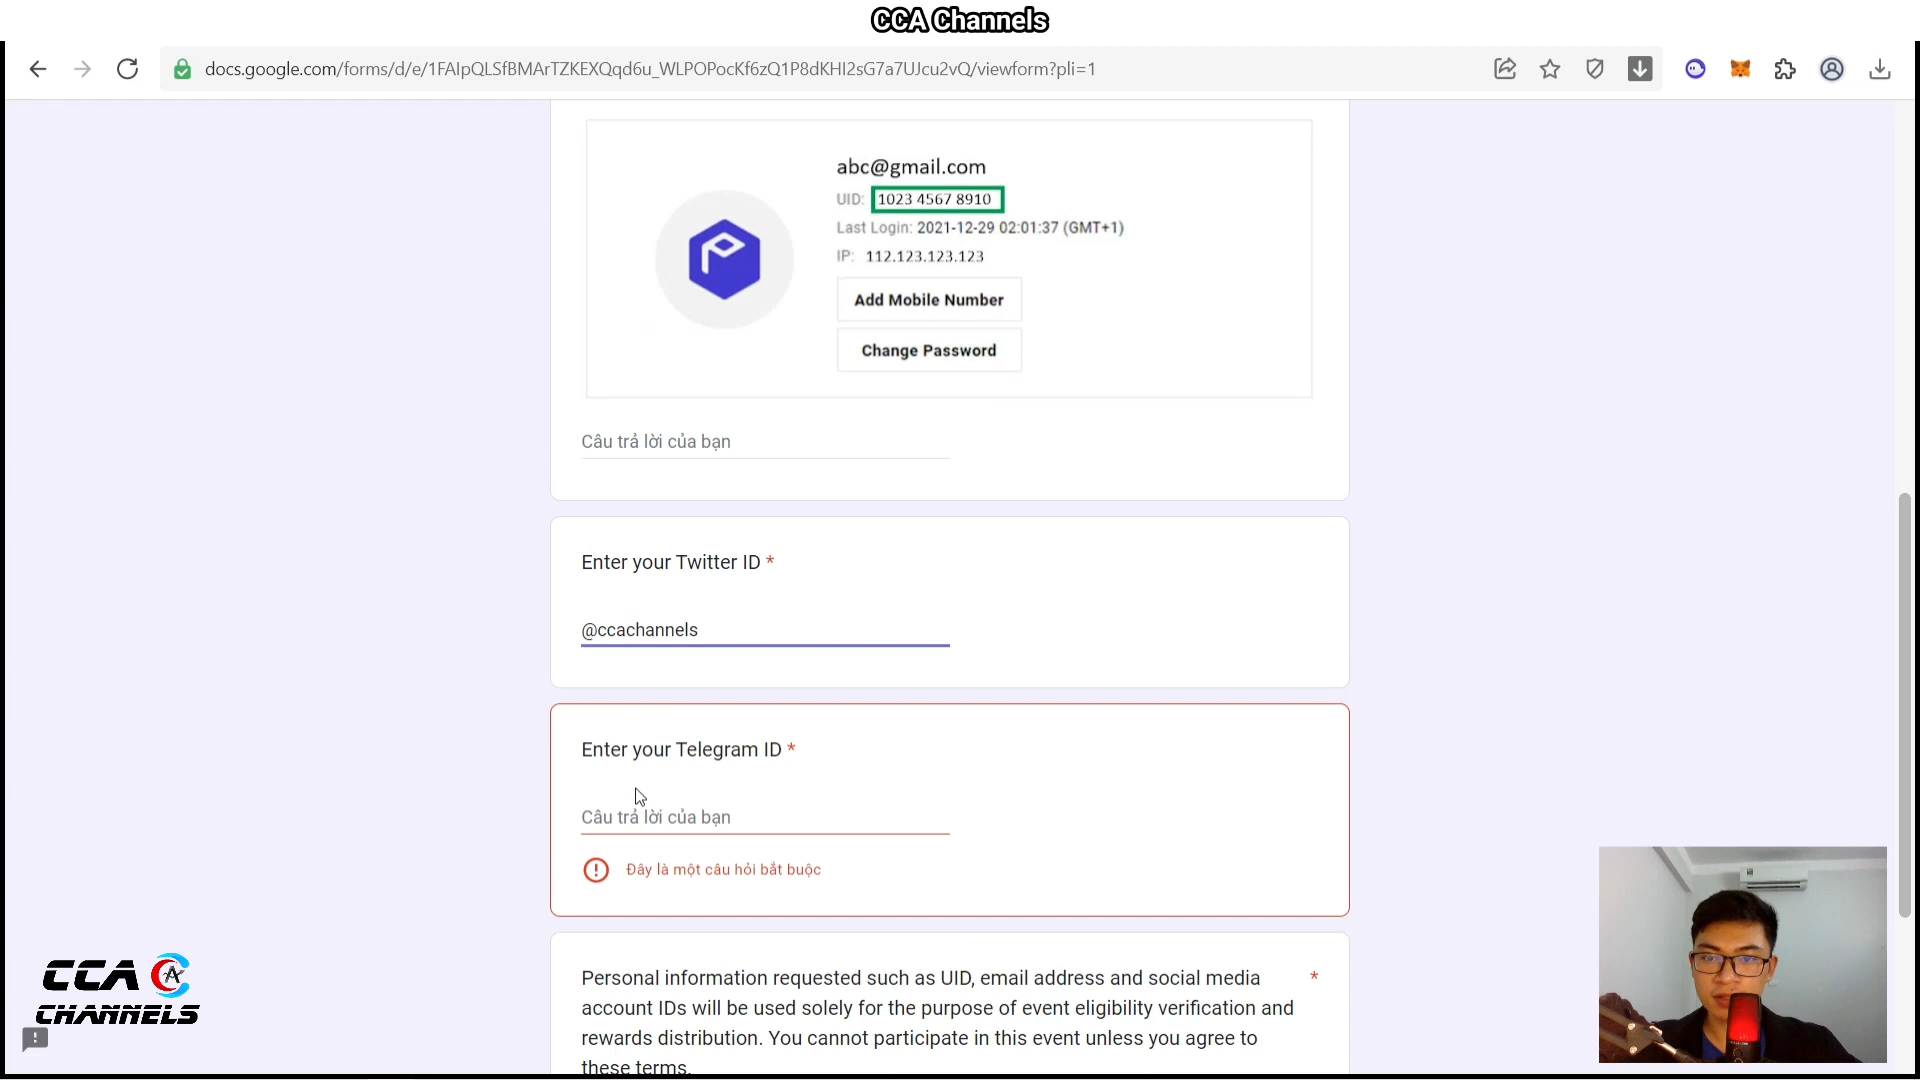 CCA Channels
docs.google.com/forms/d/e/1FAIpQLSfBMArTZKEXQqd6u_WLPOPocKf6zQ1P8dKHI2sG7a7UJcu2vQ/viewform?pli=1
abc@gmail.com
UID: 1023 4567 8910
Last Login: 2021-12-29 02:01:37 (GMT+1)
IP: 112.123.123.123
Add Mobile Number
Change Password
Câu trả lời của bạn
Enter your Twitter ID *
@ccachannels
Enter your Telegram ID *
Câu trả lời của bạn
Đây là một câu hỏi bắt buộc
Personal information requested such as UID, email address and social media *
account IDs will be used solely for the purpose of event eligibility verification and
rewards distribution. You cannot participate in this event unless you agree to
these terms.
CCA
CHANNELS